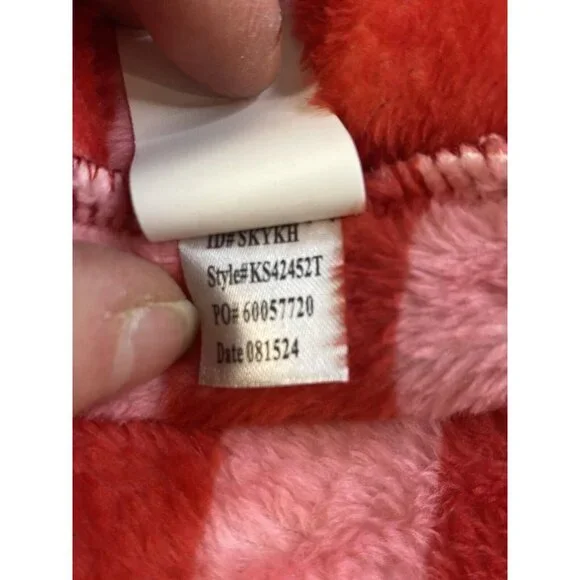 ID# SKYKH
Style# KS42452T
PO# 60057720
Date 081524